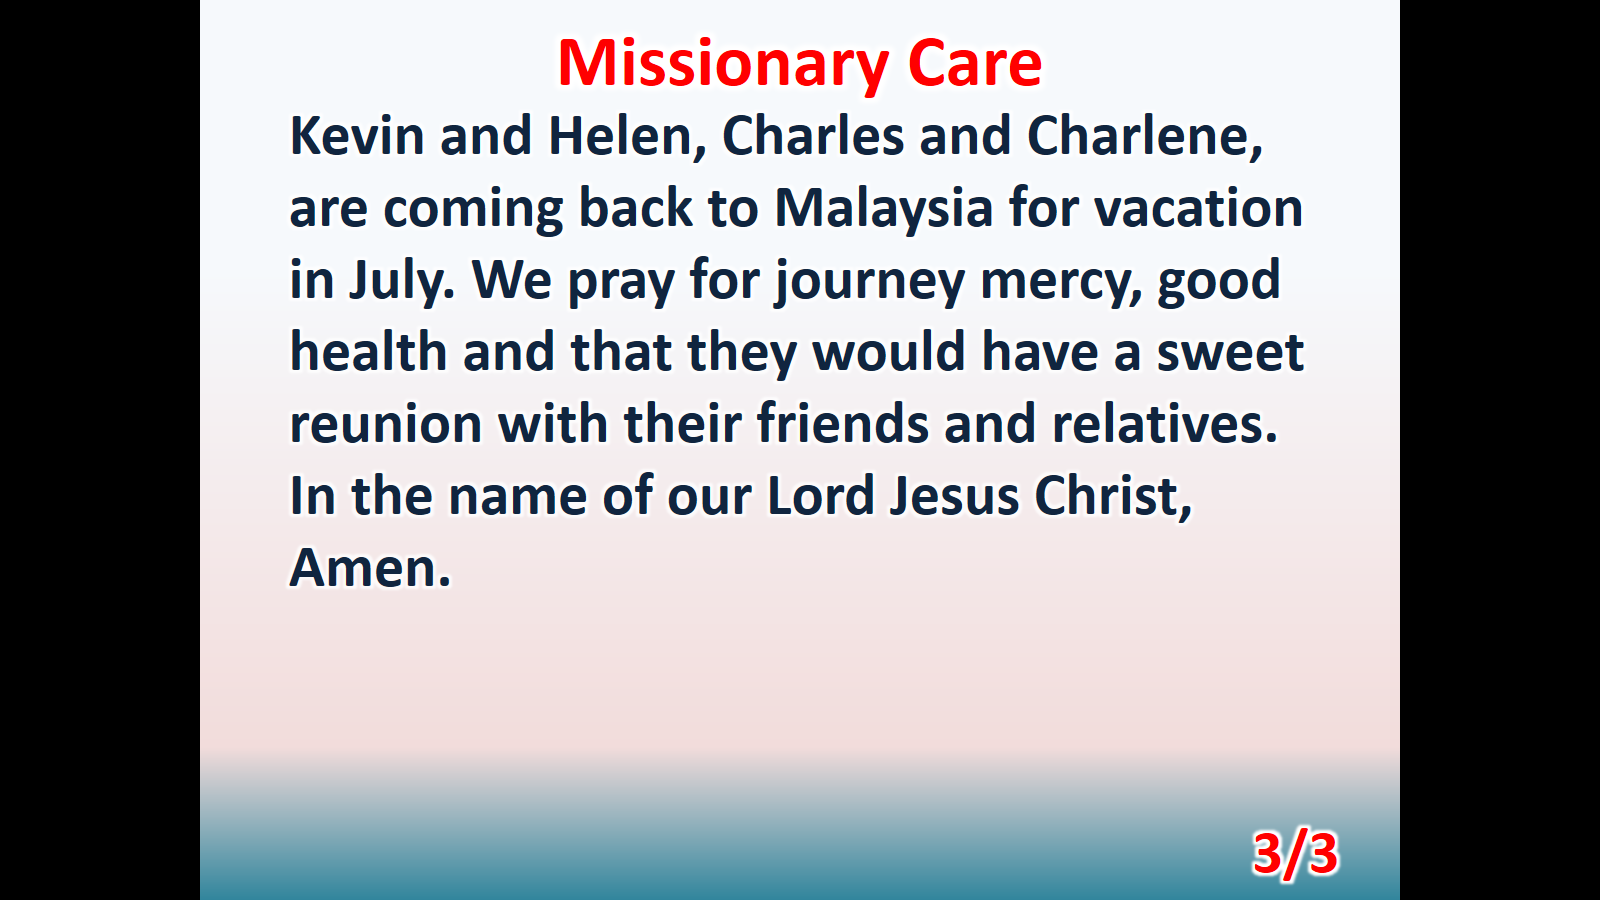 Missionary Care
Kevin and Helen, Charles and Charlene,
are coming back to Malaysia for vacation
in July. We pray for journey mercy, good
health and that they would have a sweet
reunion with their friends and relatives.
In the name of our Lord Jesus Christ,
Amen.
3/3